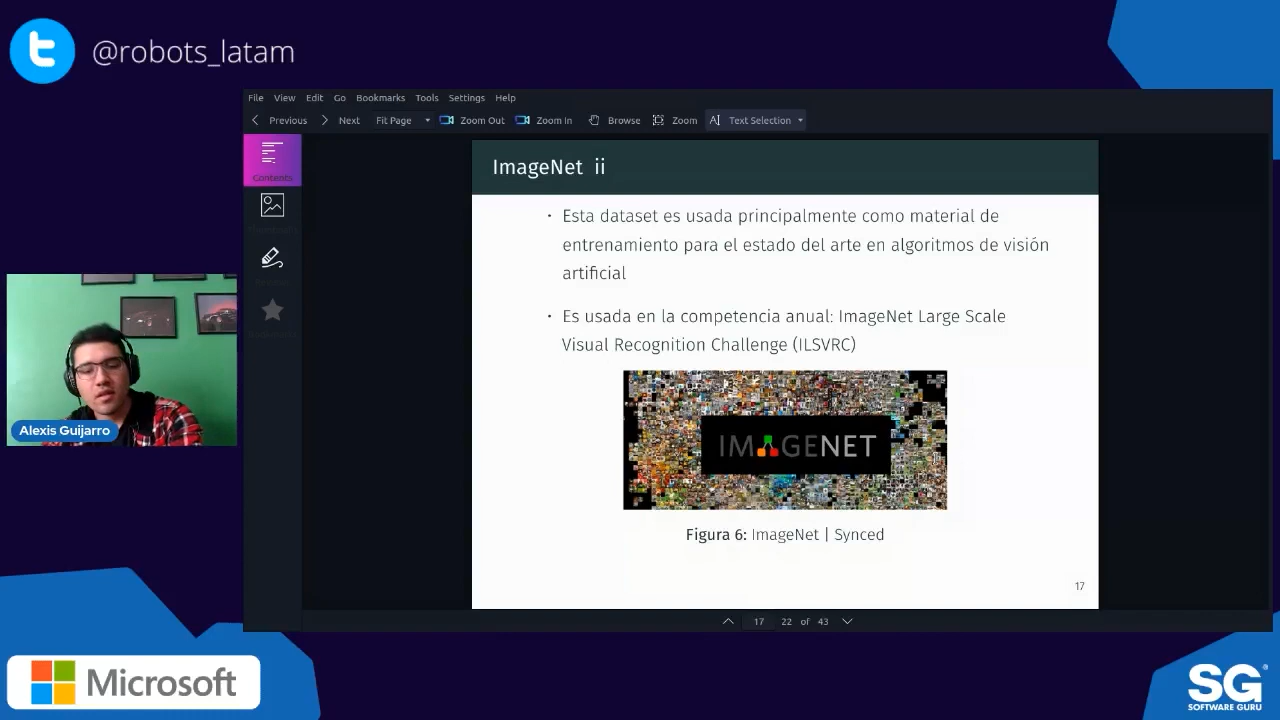 @robots_latam
File View Edit Go Bookmarks Tools Settings Help
Previous Next Fit Page Zoom Out Zoom In Browse Zoom Text Selection
Contents
ImageNet ii
· Esta dataset es usada principalmente como material de
entrenamiento para el estado del arte en algoritmos de visión
artificial
· Es usada en la competencia anual: ImageNet Large Scale
Visual Recognition Challenge (ILSVRC)
IMAGENET
Figura 6: ImageNet | Synced
17
17 22 of 43
Alexis Guijarro
Microsoft
SG
SOFTWARE GURU